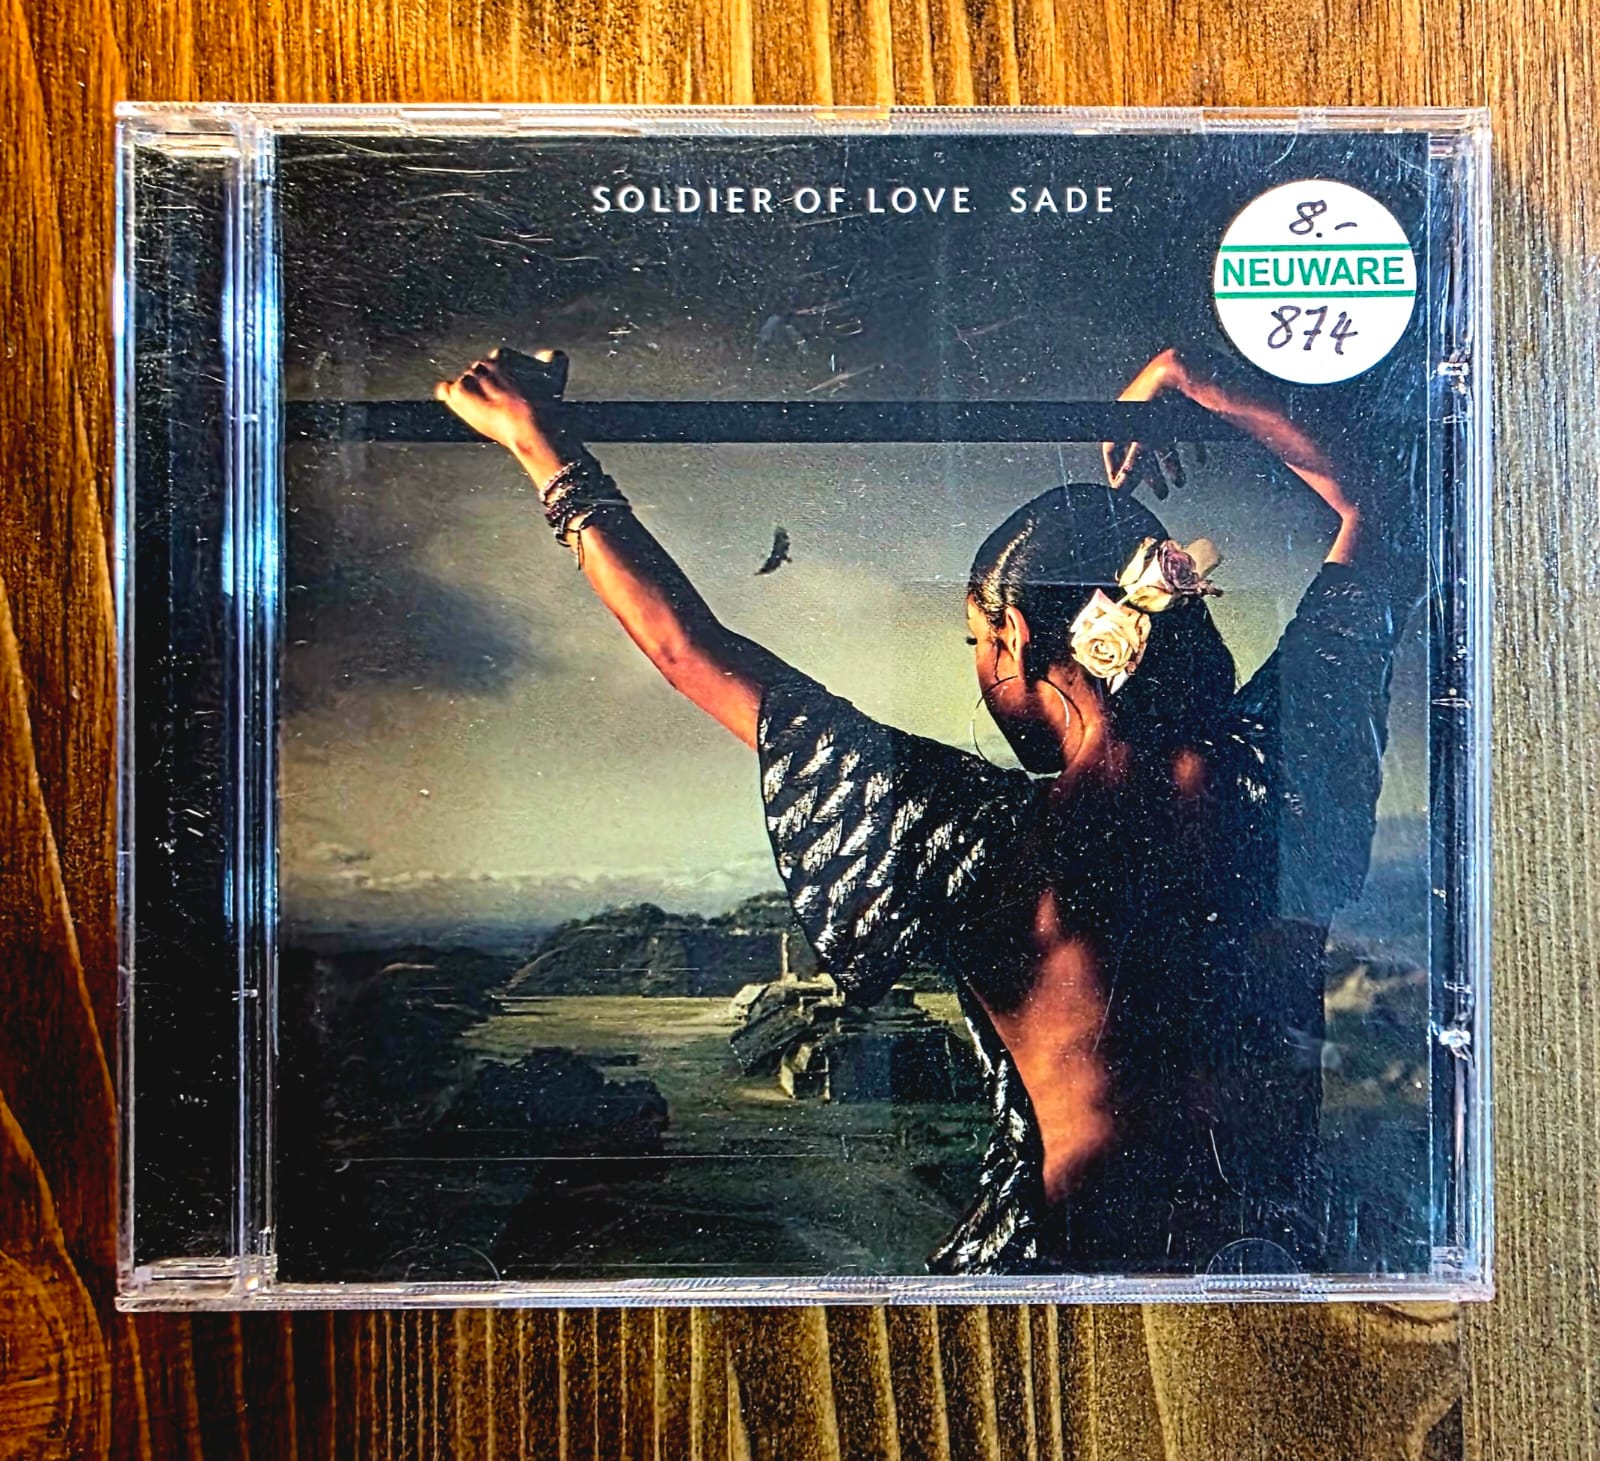 SOLDIER OF LOVE SADE
8.-
NEUWARE
874